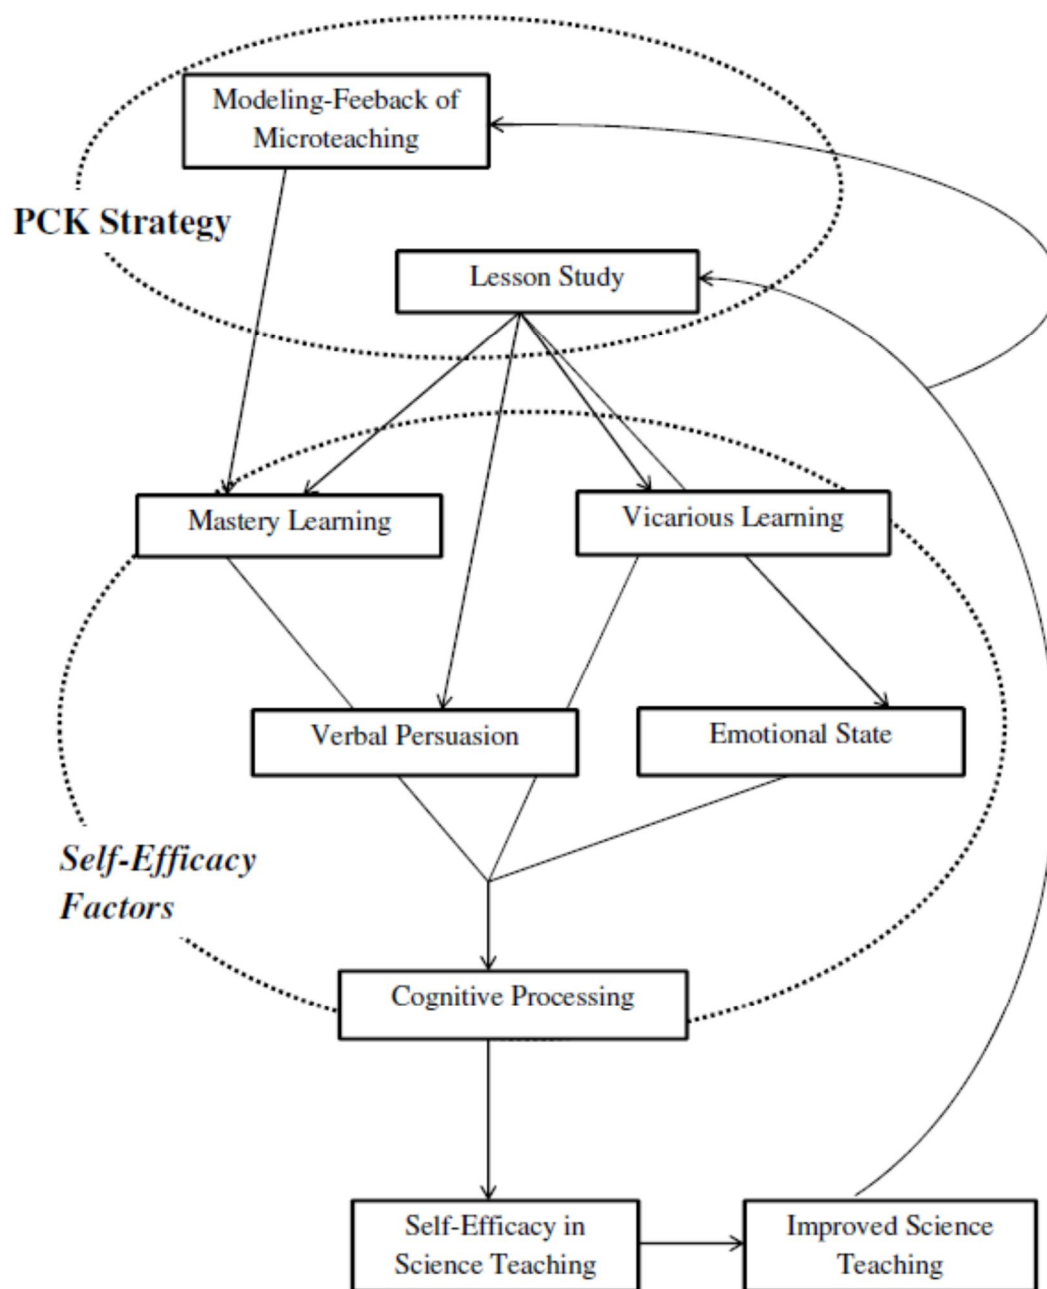 Modeling-Feeback of
Microteaching
PCK Strategy
Lesson Study
Mastery Learning
Vicarious Learning
Verbal Persuasion
Emotional State
Self-Efficacy
Factors
Cognitive Processing
Self-Efficacy in
Science Teaching
Improved Science
Teaching